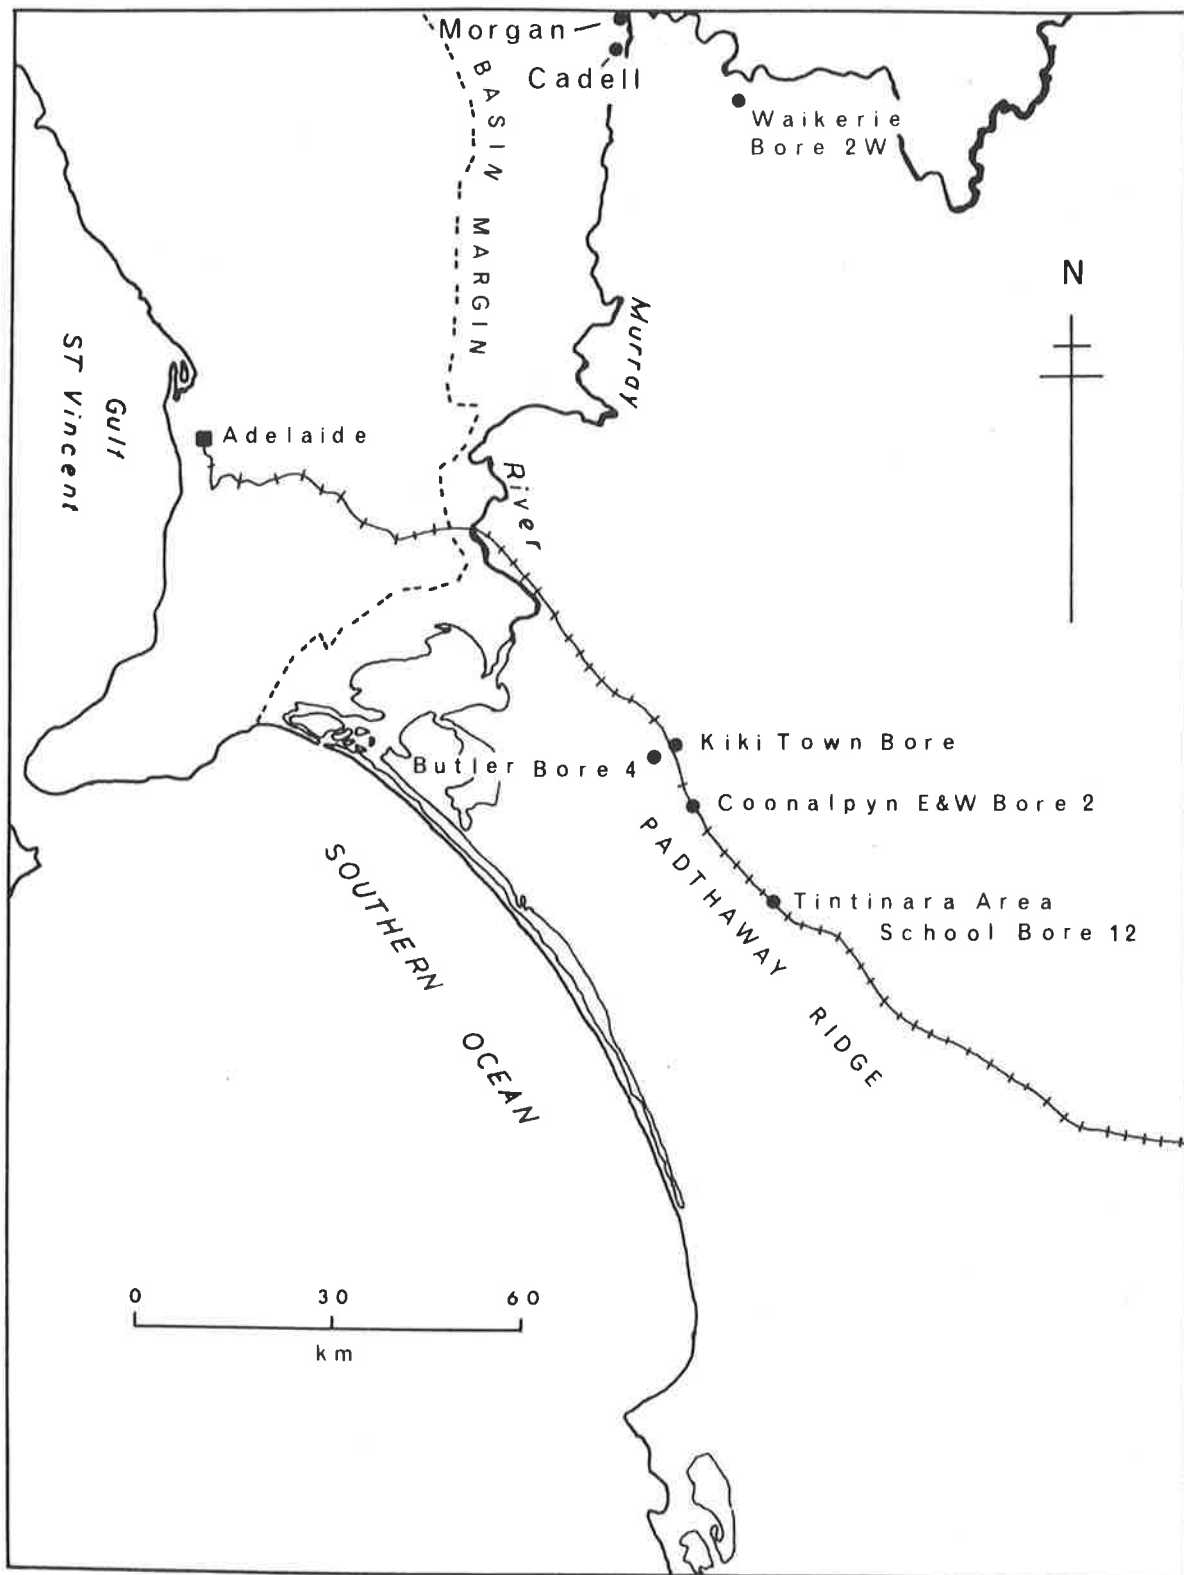 Morgan
Cadell
BASIN MARGIN
Waikerie
Bore 2W
N
Murray
River
Gulf
ST Vincent
Adelaide
Kiki Town Bore
Butler Bore 4
Coonalpyn E&W Bore 2
PADTHAWAY RIDGE
Tintinara Area
School Bore 12
SOUTHERN OCEAN
0 30 60
km